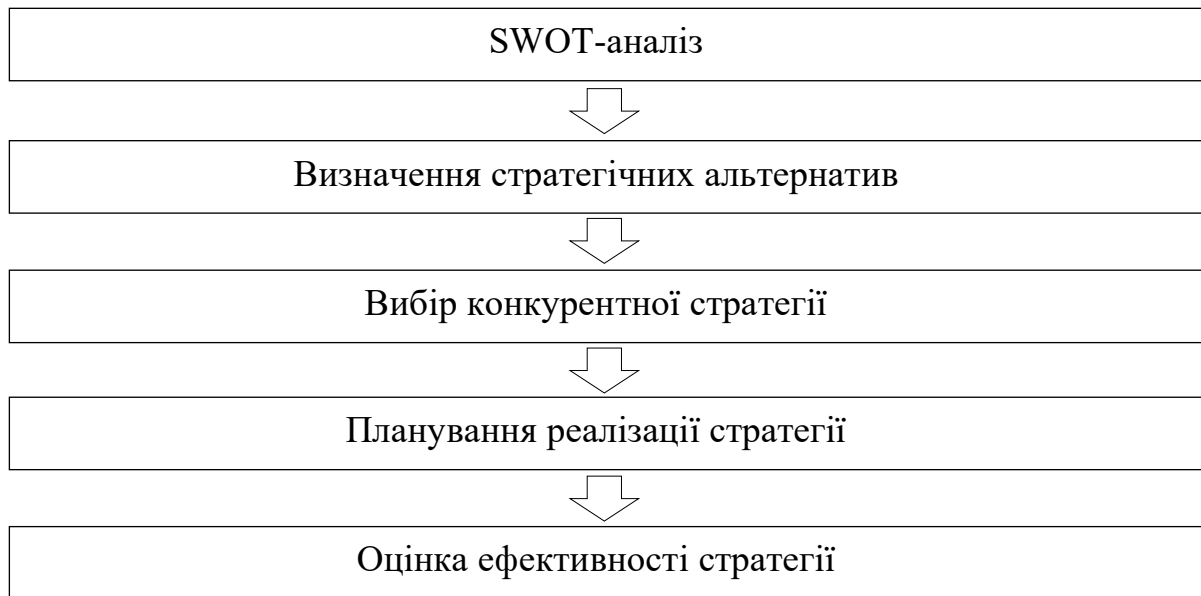 SWOT-аналіз
Визначення стратегічних альтернатив
Вибір конкурентної стратегії
Планування реалізації стратегії
Оцінка ефективності стратегії